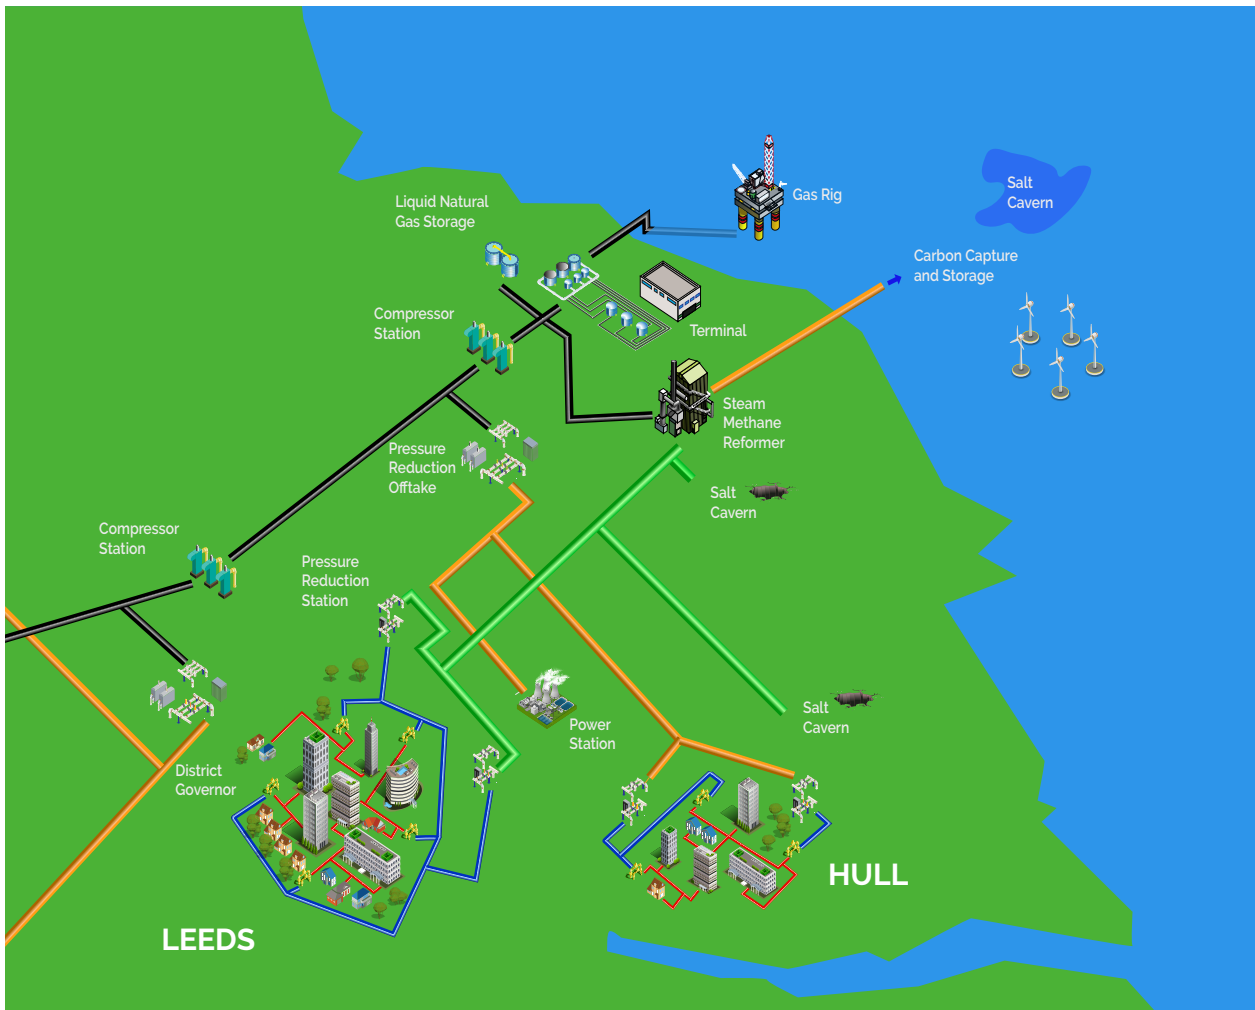 Salt
Cavern
Gas Rig
Liquid Natural
Gas Storage
Carbon Capture
and Storage
Compressor
Station
Terminal
Steam
Methane
Reformer
Pressure
Reduction
Offtake
Salt
Cavern
Compressor
Station
Pressure
Reduction
Station
Salt
Cavern
Power
Station
District
Governor
HULL
LEEDS